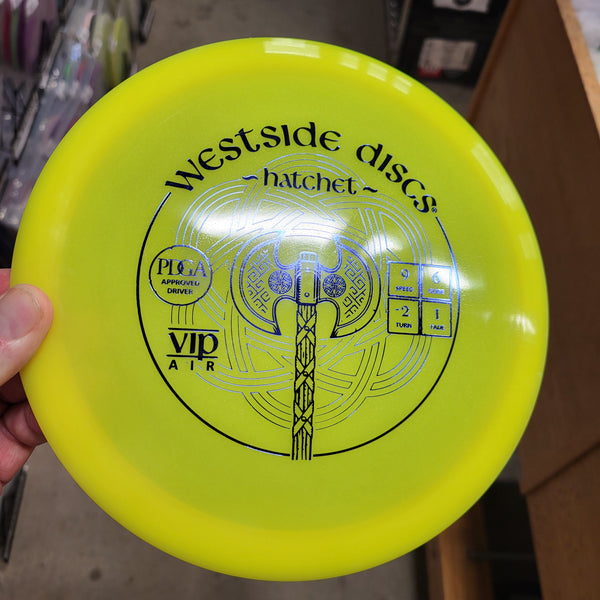 westside discs®
~hatchet~
PDGA
APPROVED
DRIVER
VIP
AIR
9 6
SPEED GLIDE
-2 1
TURN FADE